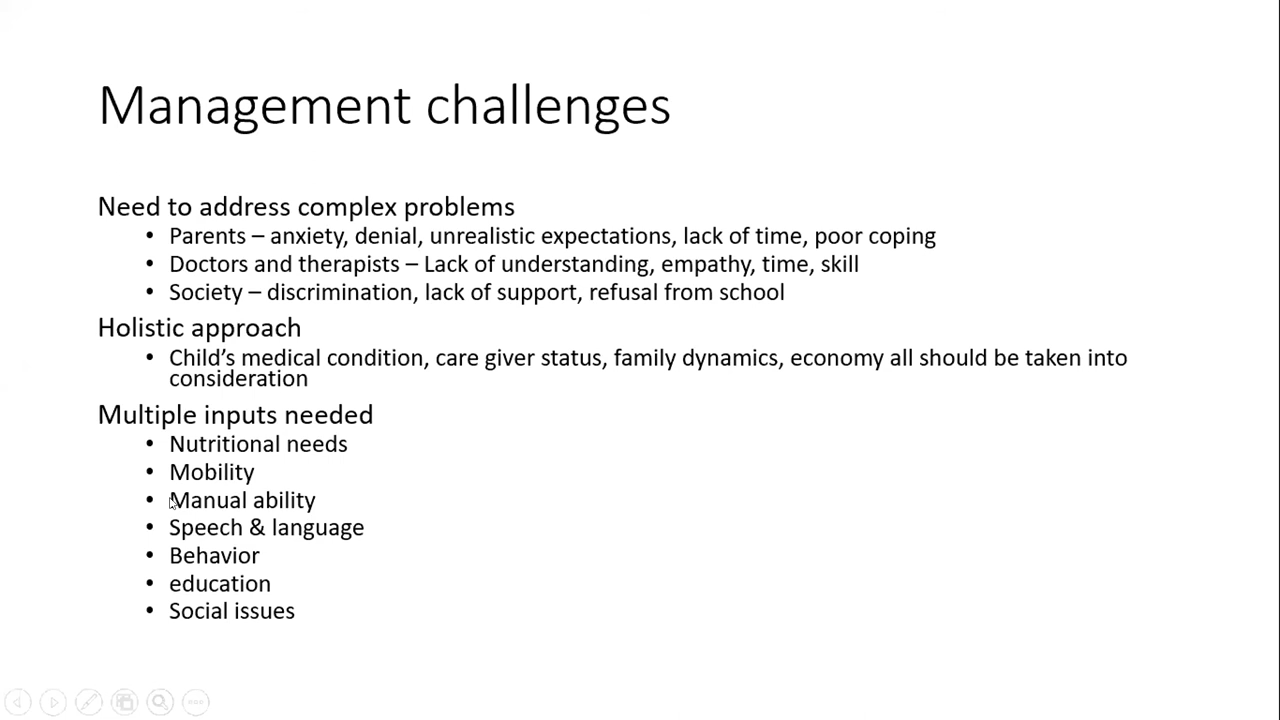 Management challenges
Need to address complex problems
• Parents – anxiety, denial, unrealistic expectations, lack of time, poor coping
• Doctors and therapists – Lack of understanding, empathy, time, skill
• Society – discrimination, lack of support, refusal from school
Holistic approach
• Child’s medical condition, care giver status, family dynamics, economy all should be taken into
consideration
Multiple inputs needed
• Nutritional needs
• Mobility
• Manual ability
• Speech & language
• Behavior
• education
• Social issues